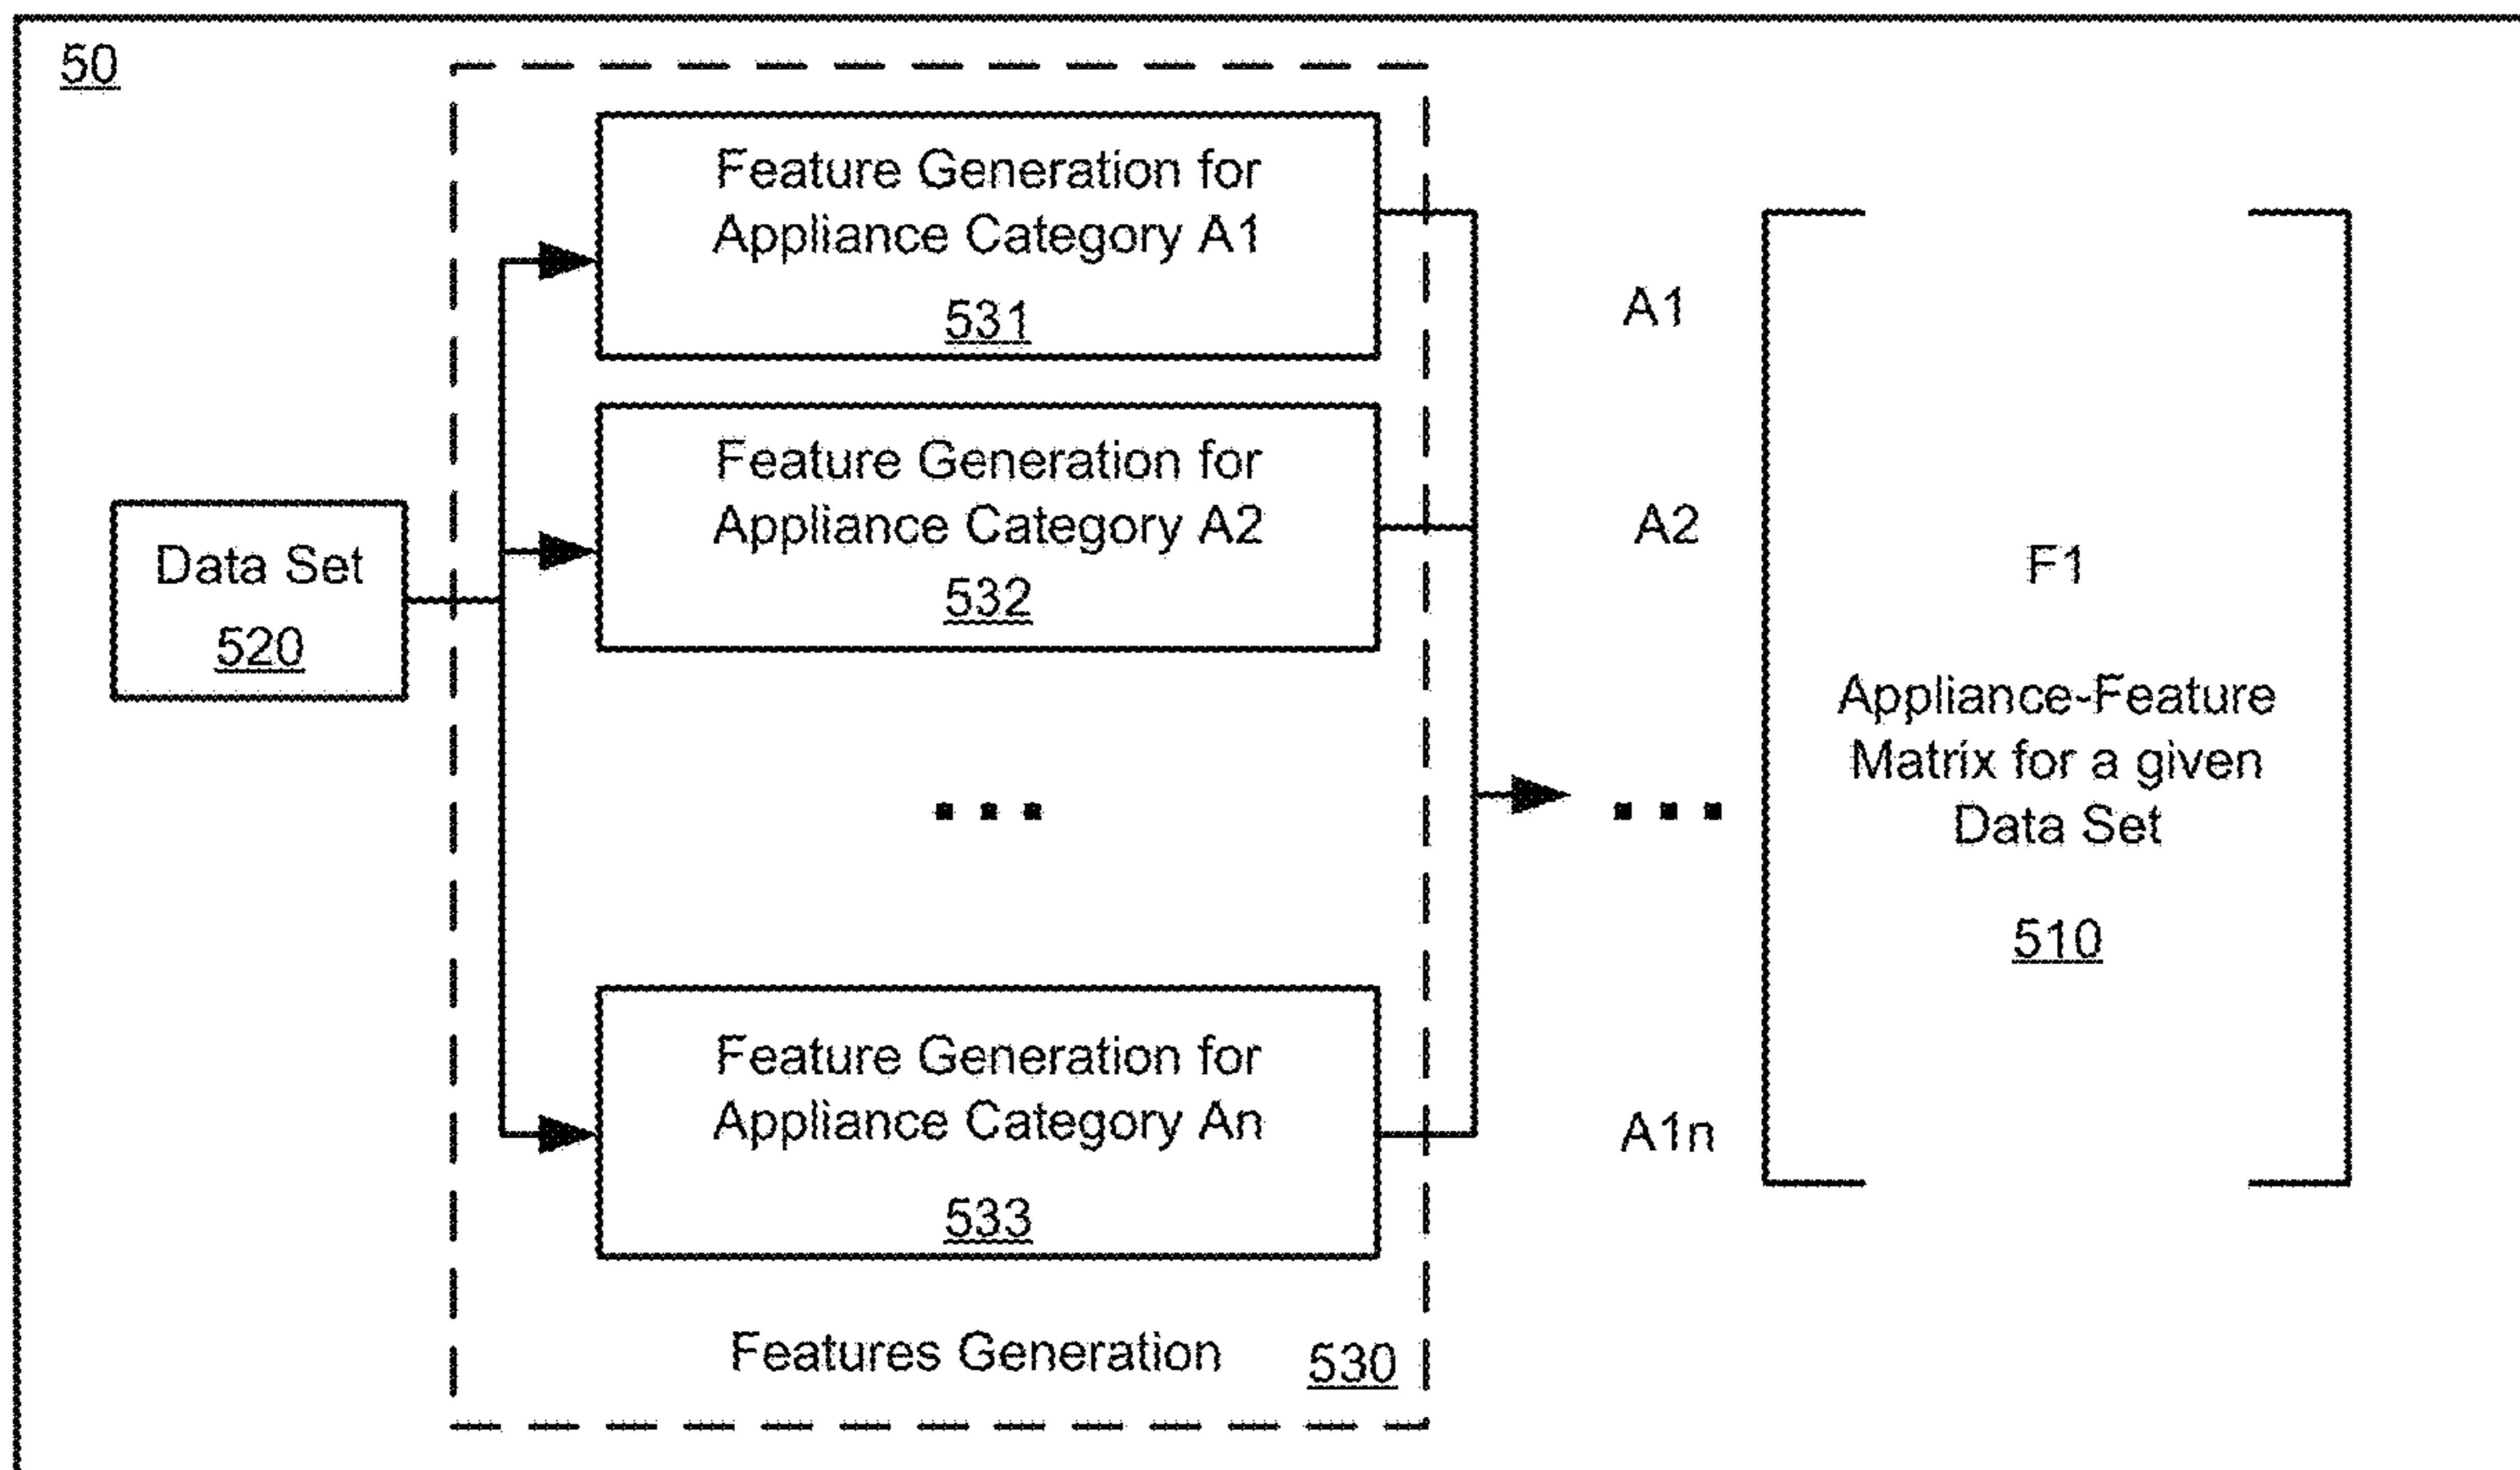 50
Feature Generation for
Appliance Category A1
531
Feature Generation for
Appliance Category A2
532
...
Feature Generation for
Appliance Category An
533
Features Generation 530
Data Set
520
A1
A2
...
A1n
F1
Appliance-Feature
Matrix for a given
Data Set
510